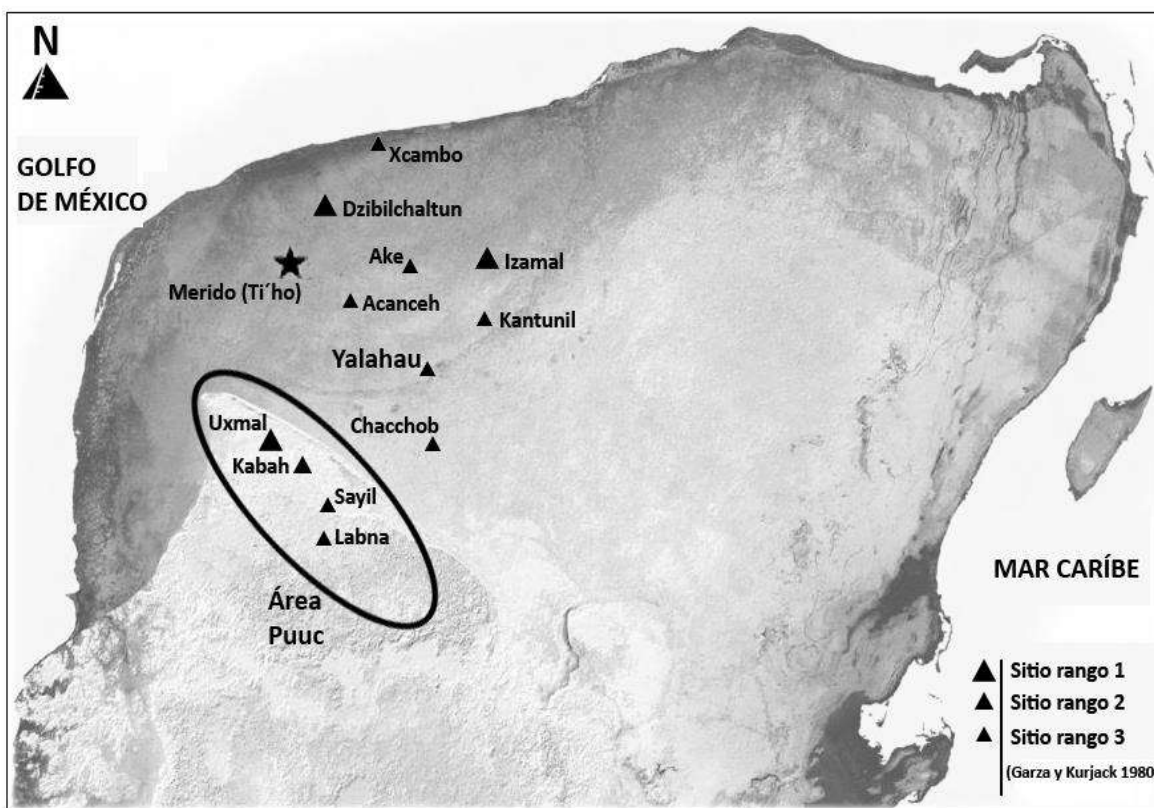 N
GOLFO
DE MÉXICO
Xcambo
Dzibilchaltun
Ake
Izamal
Merido (Ti´ho)
Acanceh
Kantunil
Yalahau
Chacchob
Uxmal
Kabah
Sayil
Labna
Área
Puuc
MAR CARÍBE
Sitio rango 1
Sitio rango 2
Sitio rango 3
(Garza y Kurjack 1980